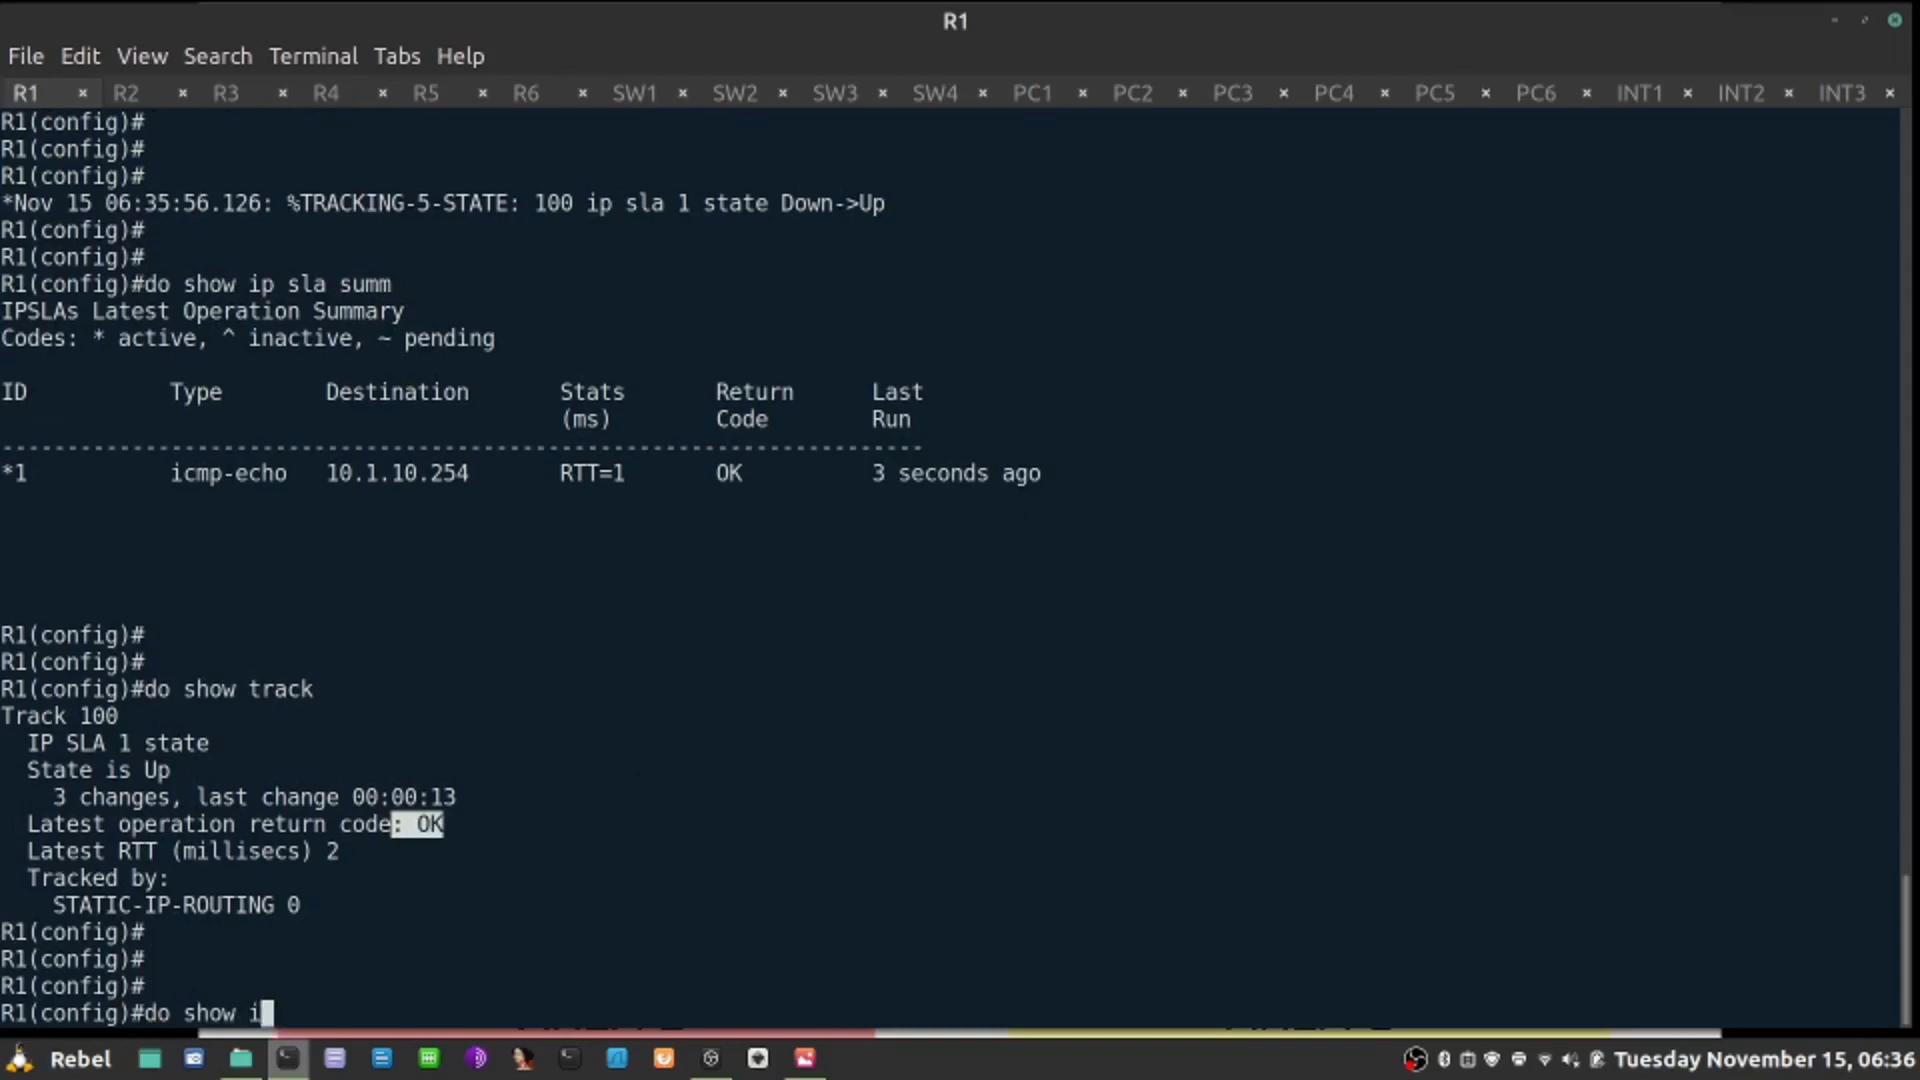 R1
File Edit View Search Terminal Tabs Help
R1 × R2 × R3 × R4 × R5 × R6 × SW1 × SW2 × SW3 × SW4 × PC1 × PC2 × PC3 × PC4 × PC5 × PC6 × INT1 × INT2 × INT3 ×
R1(config)#
R1(config)#
R1(config)#
*Nov 15 06:35:56.126: %TRACKING-5-STATE: 100 ip sla 1 state Down->Up
R1(config)#
R1(config)#
R1(config)#do show ip sla summ
IPSLAs Latest Operation Summary
Codes: * active, ^ inactive, ~ pending
ID Type Destination Stats Return Last
(ms) Code Run
-----------------------------------------------------------------------
*1 icmp-echo 10.1.10.254 RTT=1 OK 3 seconds ago
R1(config)#
R1(config)#
R1(config)#do show track
Track 100
IP SLA 1 state
State is Up
3 changes, last change 00:00:13
Latest operation return code: OK
Latest RTT (millisecs) 2
Tracked by:
STATIC-IP-ROUTING 0
R1(config)#
R1(config)#
R1(config)#
R1(config)#do show i
Rebel Tuesday November 15, 06:36